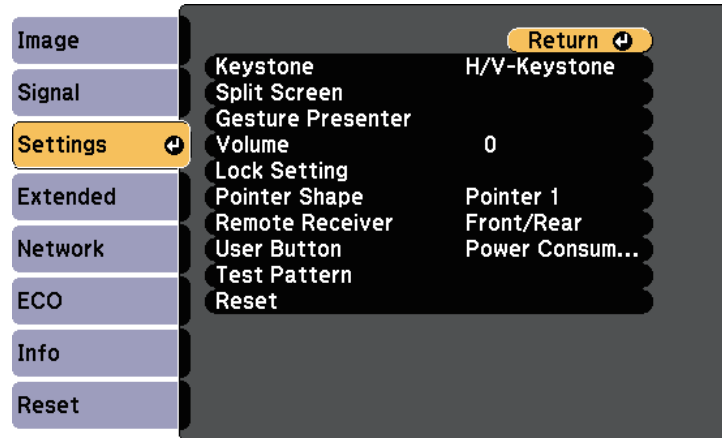 Image
Signal
Settings
Extended
Network
ECO
Info
Reset
Return
Keystone H/V-Keystone
Split Screen
Gesture Presenter
Volume 0
Lock Setting
Pointer Shape Pointer 1
Remote Receiver Front/Rear
User Button Power Consum...
Test Pattern
Reset